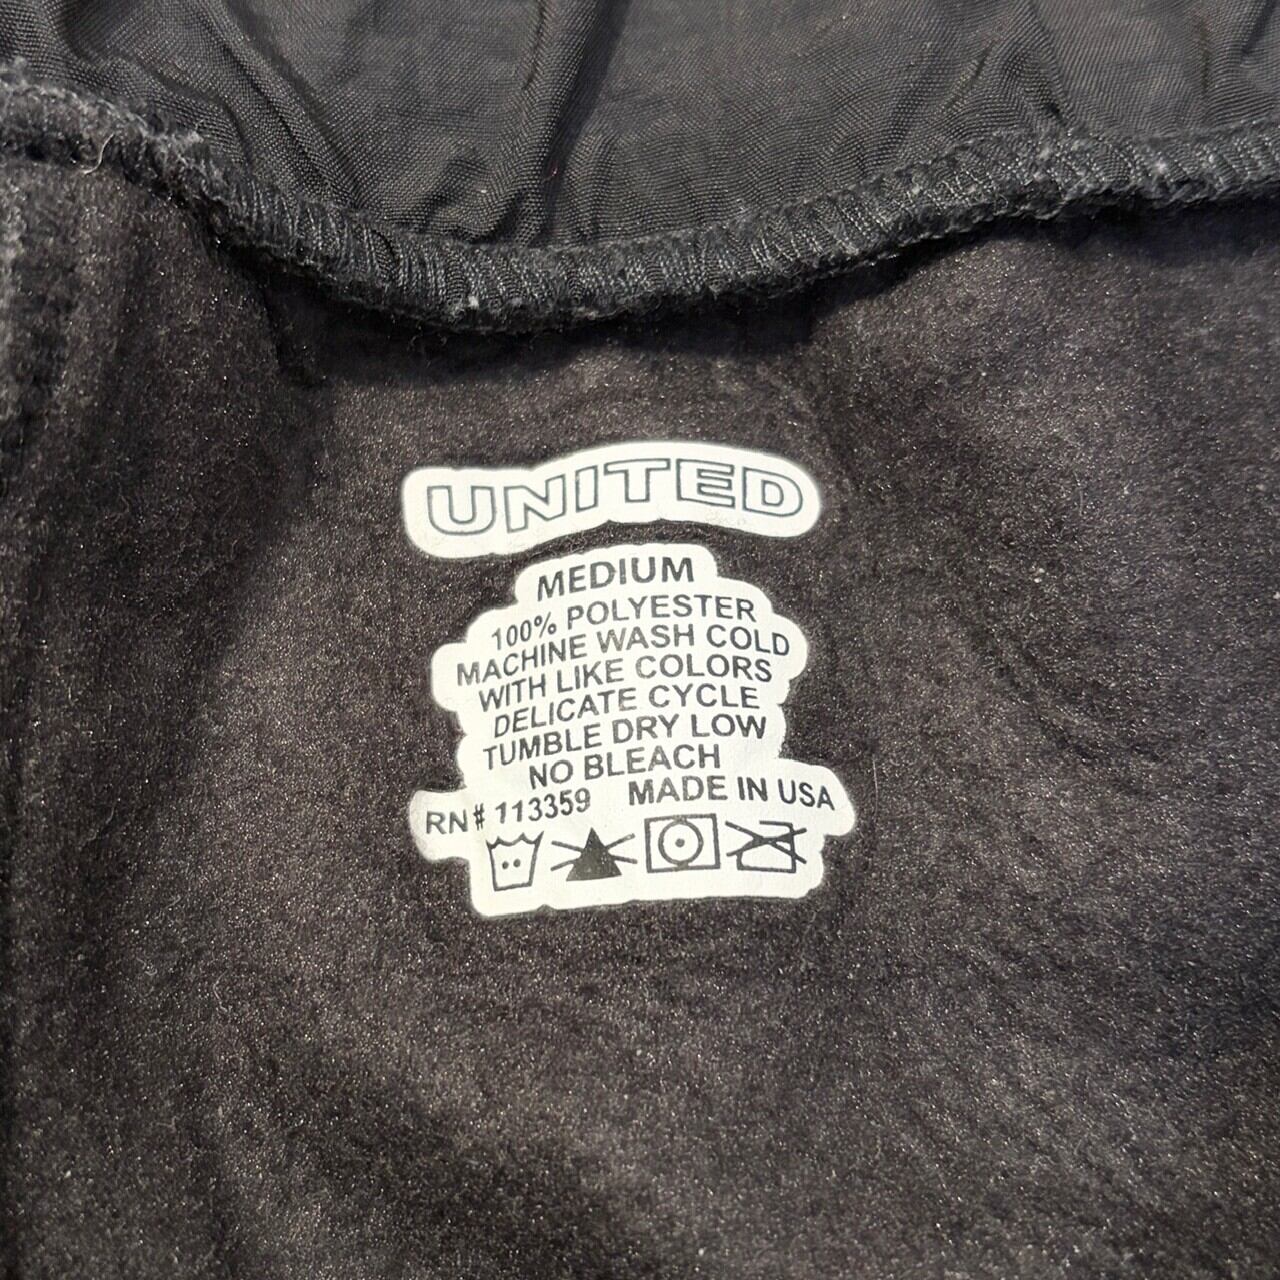 UNITED
MEDIUM
100% POLYESTER
MACHINE WASH COLD
WITH LIKE COLORS
DELICATE CYCLE
TUMBLE DRY LOW
NO BLEACH
RN# 113359 MADE IN USA